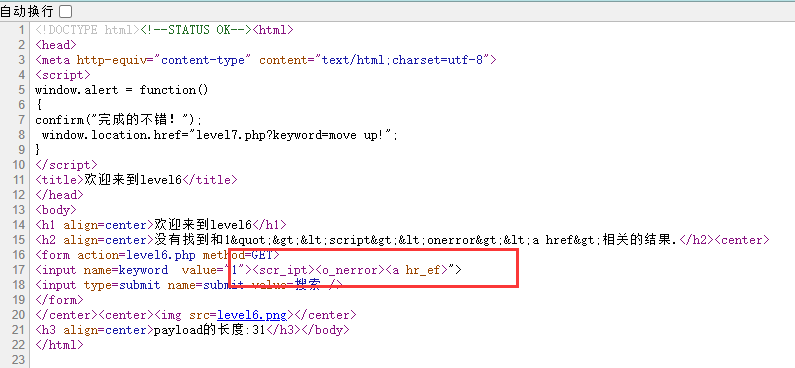 自动换行
1 <!DOCTYPE html><!--STATUS OK--><html>
2 <head>
3 <meta http-equiv="content-type" content="text/html;charset=utf-8">
4 <script>
5 window.alert = function()
6 {
7 confirm("完成的不错！");
8  window.location.href="level7.php?keyword=move up!";
9 }
10 </script>
11 <title>欢迎来到level6</title>
12 </head>
13 <body>
14 <h1 align=center>欢迎来到level6</h1>
15 <h2 align=center>没有找到和1&quot;&gt;&lt;script&gt;&lt;onerror&gt;&lt;a href&gt;相关的结果.</h2><center>
16 <form action=level6.php method=GET>
17 <input name=keyword  value="1"><scr_ipt><o_nerror><a hr_ef>">
18 <input type=submit name=submit value=搜索 />
19 </form>
20 </center><center><img src=level6.png></center>
21 <h3 align=center>payload的长度:31</h3></body>
22 </html>
23